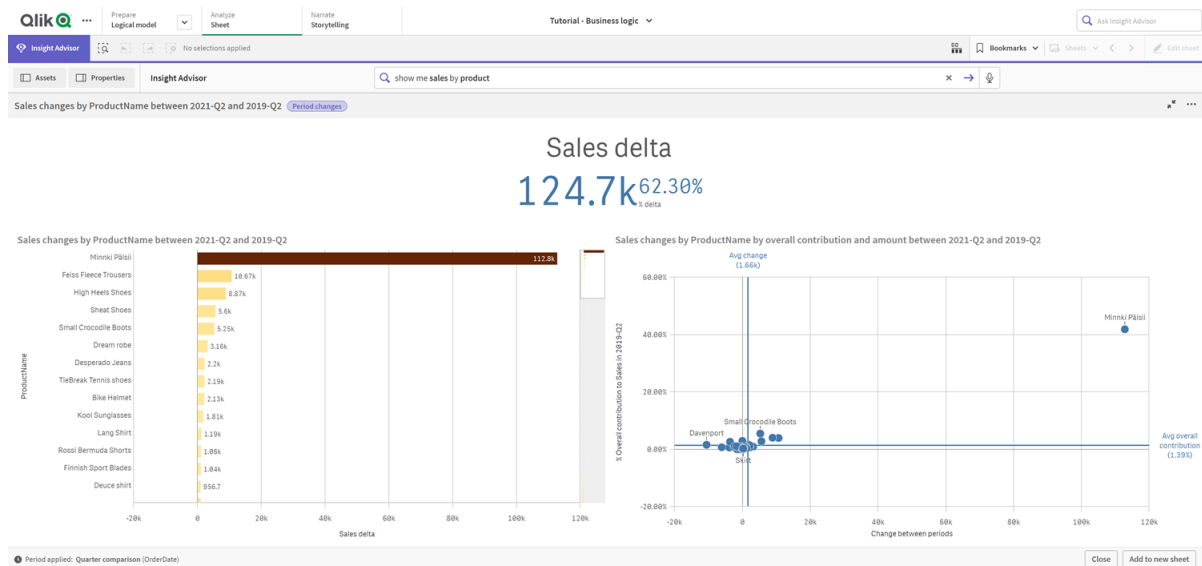 Qlik
Prepare
Logical model
Analyze
Sheet
Narrate
Storytelling
Tutorial - Business logic
Ask Insight Advisor
Insight Advisor
No selections applied
Bookmarks
Sheets
Edit sheet
Assets
Properties
Insight Advisor
show me sales by product
Sales changes by ProductName between 2021-Q2 and 2019-Q2
Period changes
Sales delta
124.7k
62.30%
% delta
Sales changes by ProductName between 2021-Q2 and 2019-Q2
ProductName
Minnki Pälsii
112.8k
Feiss Fleece Trousers
10.67k
High Heels Shoes
8.87k
Sheat Shoes
5.6k
Small Crocodile Boots
5.25k
Dream robe
3.16k
Desperado Jeans
2.2k
TieBreak Tennis shoes
2.19k
Bike Helmet
2.13k
Kool Sunglasses
1.81k
Lang Shirt
1.19k
Rossi Bermuda Shorts
1.06k
Finnish Sport Blades
1.04k
Deuce shirt
956.7
-20k 0 20k 40k 60k 80k 100k 120k
Sales delta
Sales changes by ProductName by overall contribution and amount between 2021-Q2 and 2019-Q2
Avg change
(1.66k)
% Overall contribution to Sales in 2019-Q2
60.00%
40.00%
20.00%
0.00%
-20.00%
Minnki Pälsii
Small Crocodile Boots
Davenport
Skirt
Avg overall
contribution
(1.39%)
-20k 0 20k 40k 60k 80k 100k 120k
Change between periods
Period applied: Quarter comparison (OrderDate)
Close
Add to new sheet